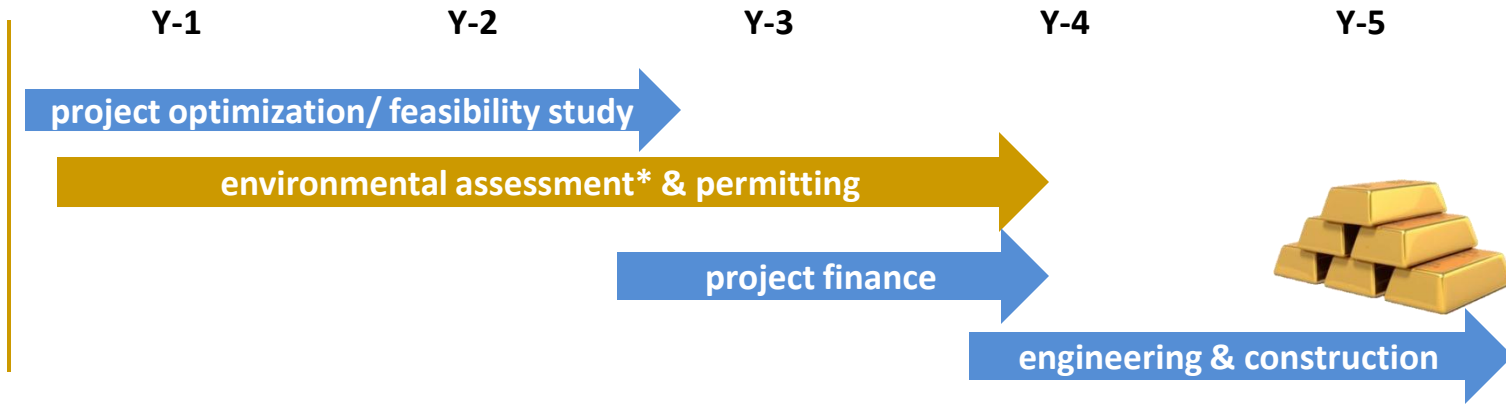 Y-1 Y-2 Y-3 Y-4 Y-5
project optimization/ feasibility study
environmental assessment* & permitting
project finance
engineering & construction